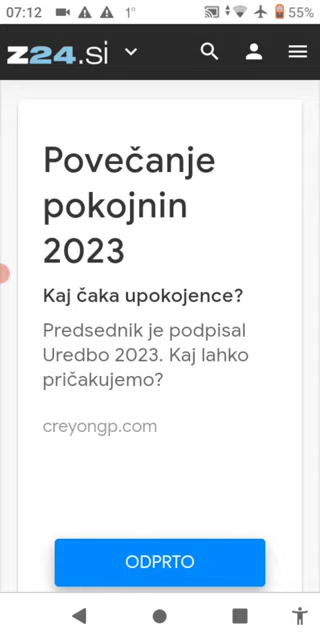 07:12 1° 55%
z24.si
Povečanje
pokojnin
2023
Kaj čaka upokojence?
Predsednik je podpisal
Uredbo 2023. Kaj lahko
pričakujemo?
creyongp.com
ODPRTO